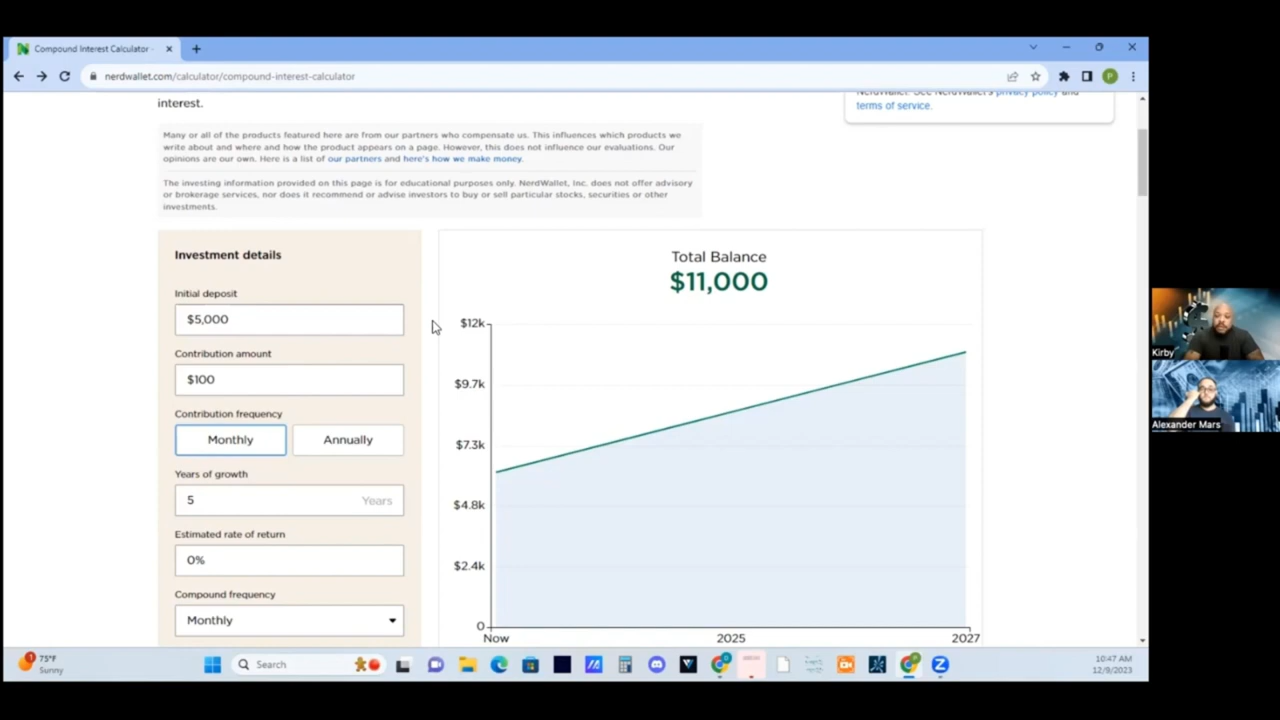 Compound Interest Calculator -
nerdwallet.com/calculator/compound-interest-calculator
P
interest.
NerdWallet. See NerdWallet's privacy policy and
terms of service.
Many or all of the products featured here are from our partners who compensate us. This influences which products we
write about and where and how the product appears on a page. However, this does not influence our evaluations. Our
opinions are our own. Here is a list of our partners and here's how we make money.
The investing information provided on this page is for educational purposes only. NerdWallet, Inc. does not offer advisory
or brokerage services, nor does it recommend or advise investors to buy or sell particular stocks, securities or other
investments.
Investment details
Initial deposit
$5,000
Contribution amount
$100
Contribution frequency
Monthly
Annually
Years of growth
5
Years
Estimated rate of return
0%
Compound frequency
Monthly
Total Balance
$11,000
$12k
$9.7k
$7.3k
$4.8k
$2.4k
0
Now
2025
2027
Kirby
Alexander Mars
1
75°F
Sunny
Search
10:47 AM
12/9/2023